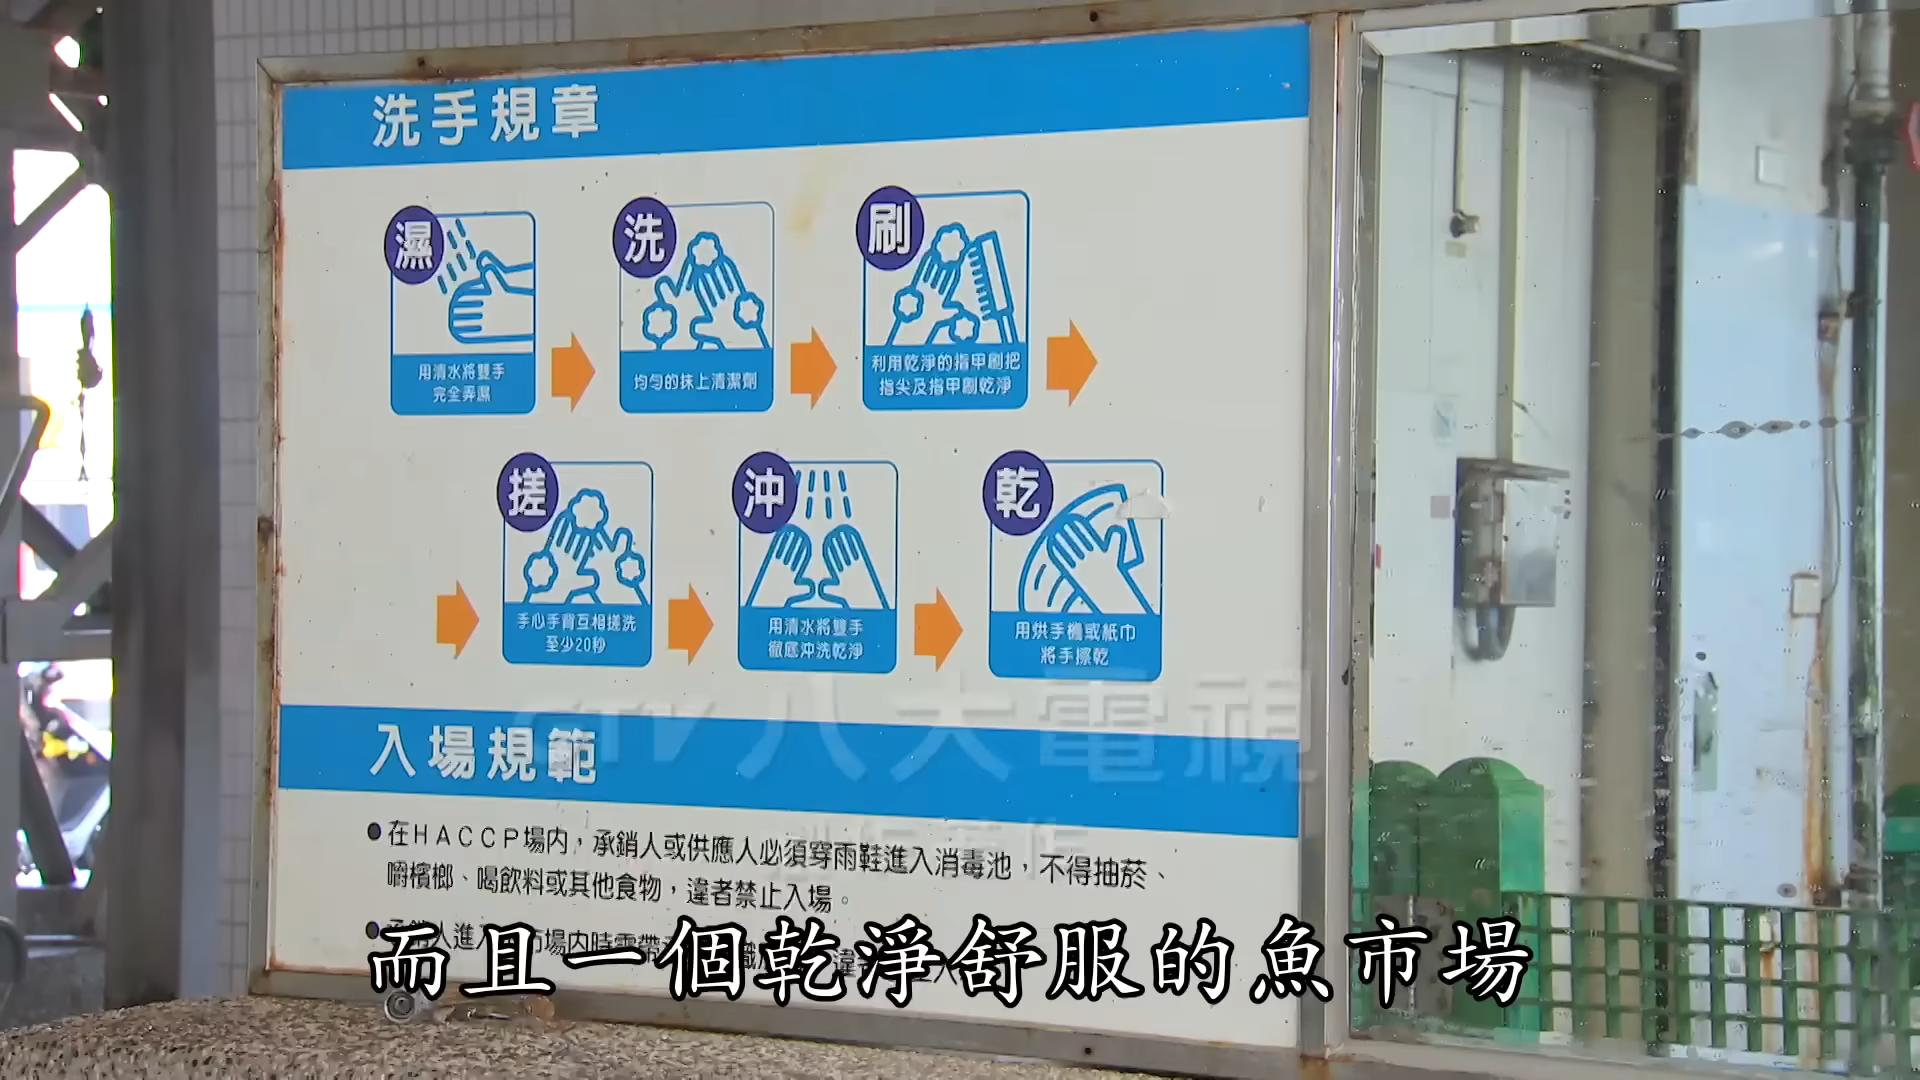 洗手規章
濕
用清水將雙手
完全弄濕
洗
均勻的抹上清潔劑
刷
利用乾淨的指甲刷把
指尖及指甲刷乾淨
搓
手心手背互相搓洗
至少20秒
沖
用清水將雙手
徹底沖洗乾淨
乾
用烘手機或紙巾
將手擦乾
GTV八大電視
入場規範
●在HACCP場內，承銷人或供應人必須穿雨鞋進入消毒池，不得抽菸、
嚼檳榔、喝飲料或其他食物，違者禁止入場。
而且一個乾淨舒服的魚市場